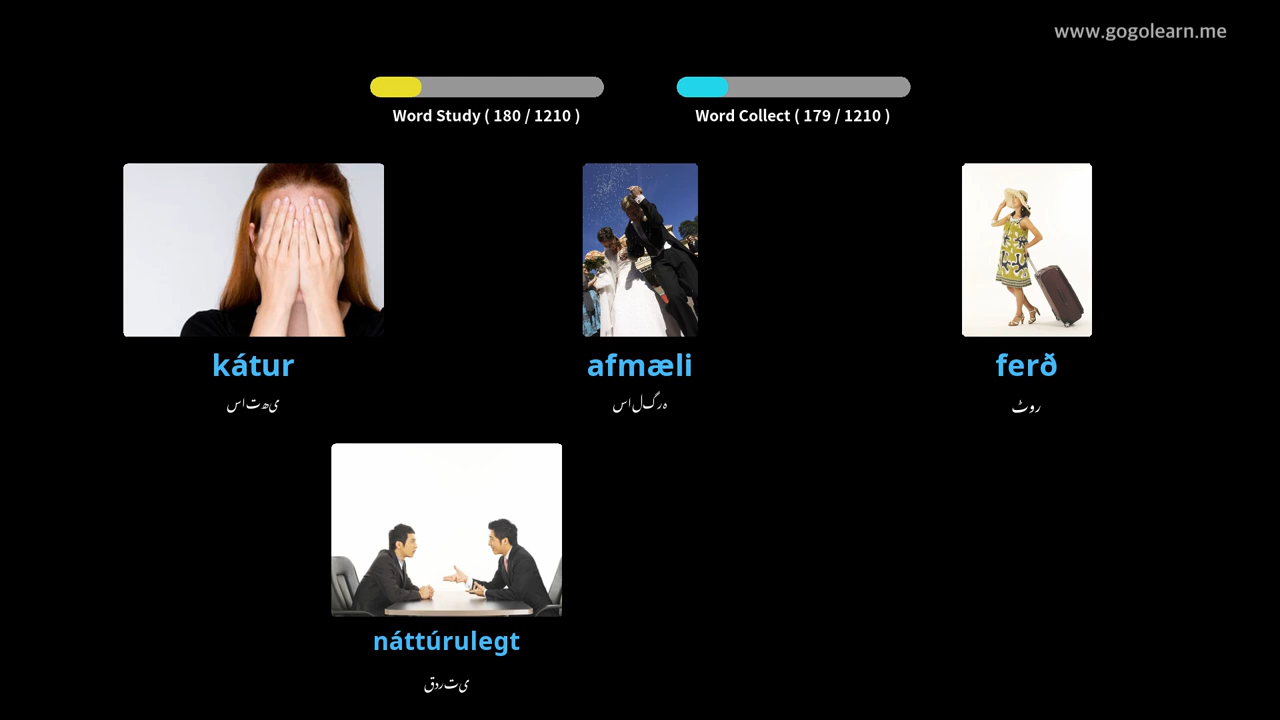 www.gogolearn.me
Word Study ( 180 / 1210 )
Word Collect ( 179 / 1210 )
kátur
ساتھی
afmæli
سالگرہ
ferð
ٹور
náttúrulegt
قدرتی